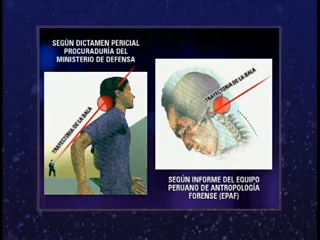 SEGÚN DICTAMEN PERICIAL
PROCURADURÍA DEL
MINISTERIO DE DEFENSA
TRAYECTORIA DE LA BALA
TRAYECTORIA DE LA BALA
SEGÚN INFORME DEL EQUIPO
PERUANO DE ANTROPOLOGÍA
FORENSE (EPAF)